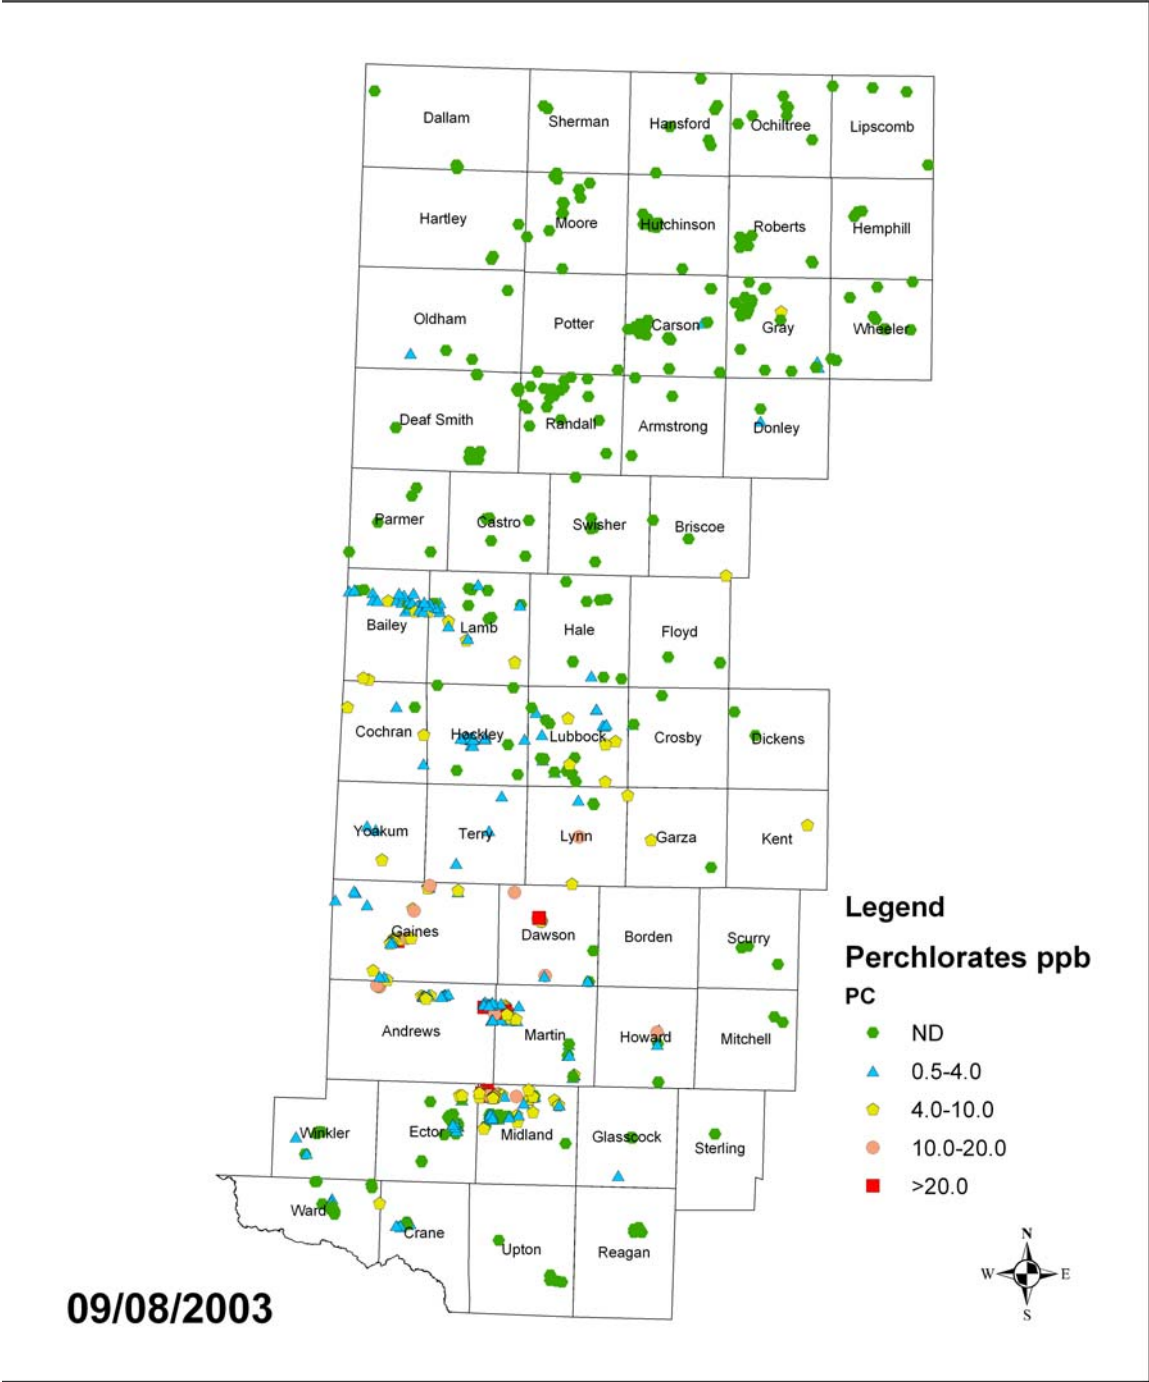 Dallam
Sherman
Hansford
Ochiltree
Lipscomb
Hartley
Moore
Hutchinson
Roberts
Hemphill
Oldham
Potter
Carson
Gray
Wheeler
Deaf Smith
Randall
Armstrong
Donley
Parmer
Castro
Swisher
Briscoe
Bailey
Lamb
Hale
Floyd
Cochran
Hockley
Lubbock
Crosby
Dickens
Yoakum
Terry
Lynn
Garza
Kent
Gaines
Dawson
Borden
Scurry
Andrews
Martin
Howard
Mitchell
Winkler
Ector
Midland
Glasscock
Sterling
Ward
Crane
Upton
Reagan
Legend
Perchlorates ppb
PC
ND
0.5-4.0
4.0-10.0
10.0-20.0
>20.0
N
W
E
S
09/08/2003